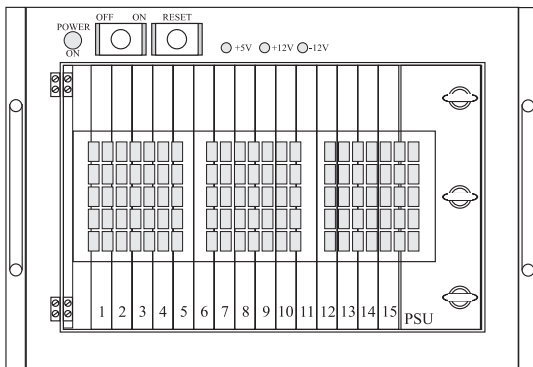 OFF ON RESET
POWER
ON
+5V +12V -12V
1 2 3 4 5 6 7 8 9 10 11 12 13 14 15 PSU